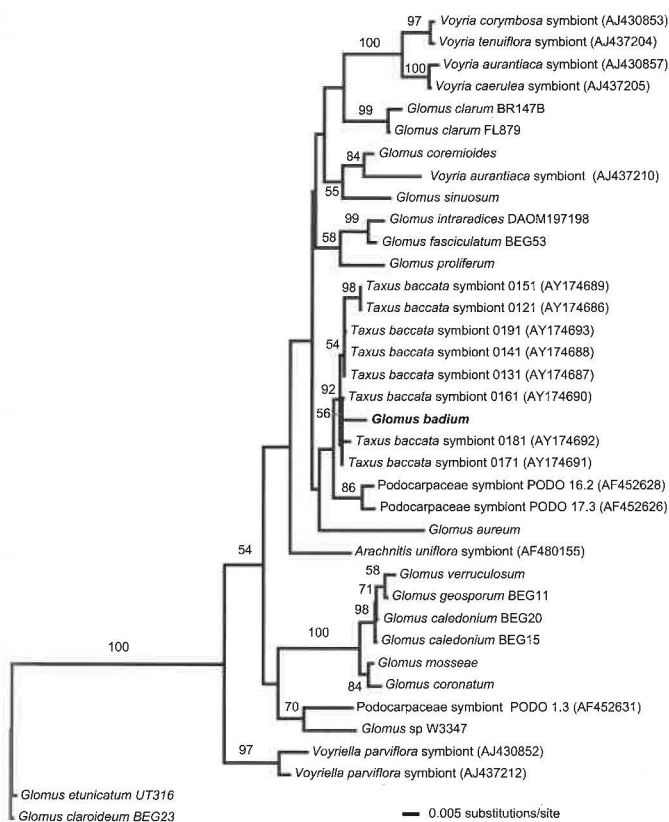 97 Voyria corymbosa symbiont (AJ430853)
100 Voyria tenuiflora symbiont (AJ437204)
Voyria aurantiaca symbiont (AJ430857)
100 Voyria caerulea symbiont (AJ437205)
99 Glomus clarum BR147B
Glomus clarum FL879
84 Glomus coremioides
Voyria aurantiaca symbiont (AJ437210)
55 Glomus sinuosum
99 Glomus intraradices DAOM197198
58 Glomus fasciculatum BEG53
Glomus proliferum
98 Taxus baccata symbiont 0151 (AY174689)
Taxus baccata symbiont 0121 (AY174686)
Taxus baccata symbiont 0191 (AY174693)
54 Taxus baccata symbiont 0141 (AY174688)
Taxus baccata symbiont 0131 (AY174687)
92 Taxus baccata symbiont 0161 (AY174690)
56 Glomus badium
Taxus baccata symbiont 0181 (AY174692)
Taxus baccata symbiont 0171 (AY174691)
86 Podocarpaceae symbiont PODO 16.2 (AF452628)
Podocarpaceae symbiont PODO 17.3 (AF452626)
Glomus aureum
54 Arachnitis uniflora symbiont (AF480155)
58 Glomus verruculosum
71 Glomus geosporum BEG11
98 Glomus caledonium BEG20
100 Glomus caledonium BEG15
100 Glomus mosseae
84 Glomus coronatum
70 Podocarpaceae symbiont PODO 1.3 (AF452631)
Glomus sp W3347
97 Voyriella parviflora symbiont (AJ430852)
Voyriella parviflora symbiont (AJ437212)
Glomus etunicatum UT316
Glomus claroideum BEG23
0.005 substitutions/site